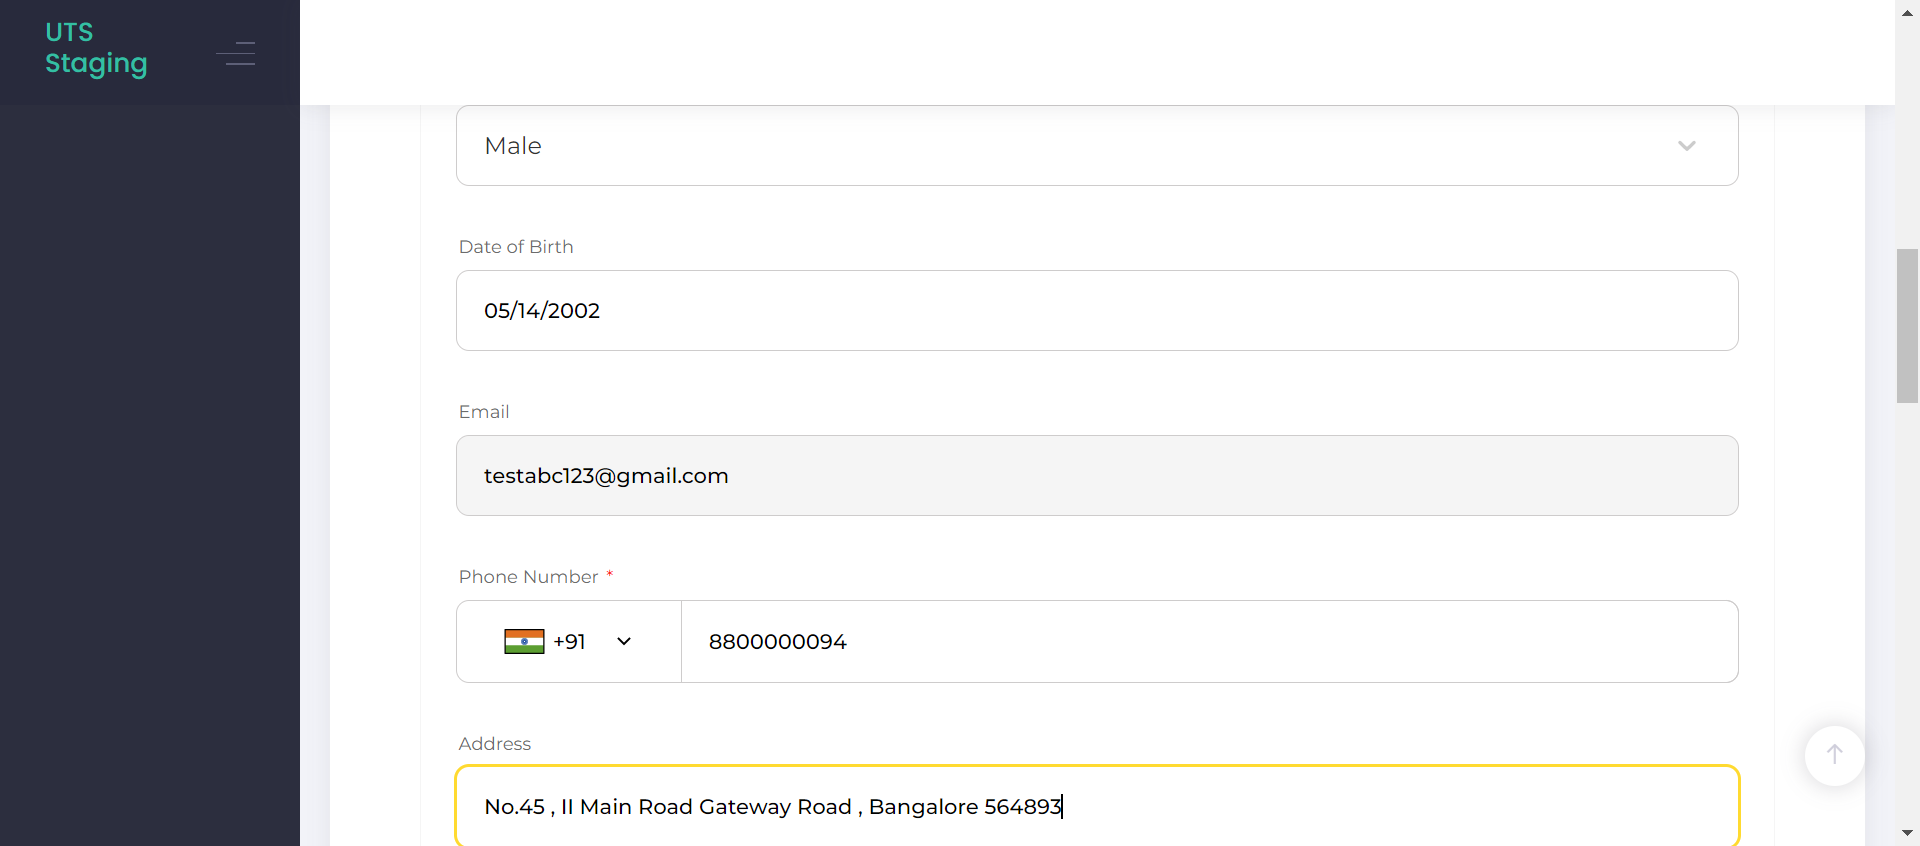 UTS
Staging
Male
Date of Birth
05/14/2002
Email
testabc123@gmail.com
Phone Number *
+91
8800000094
Address
No.45 , II Main Road Gateway Road , Bangalore 564893